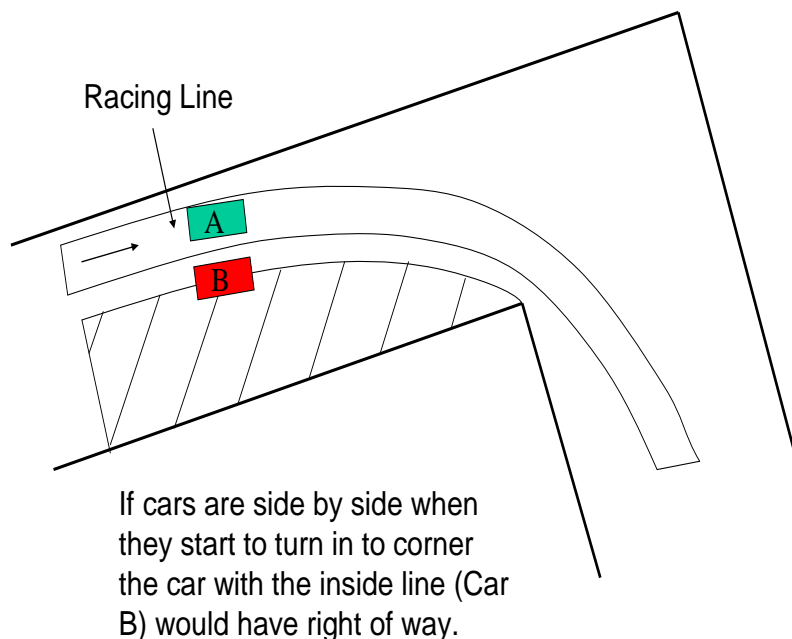 Racing Line
A
B
If cars are side by side when
they start to turn in to corner
the car with the inside line (Car
B) would have right of way.